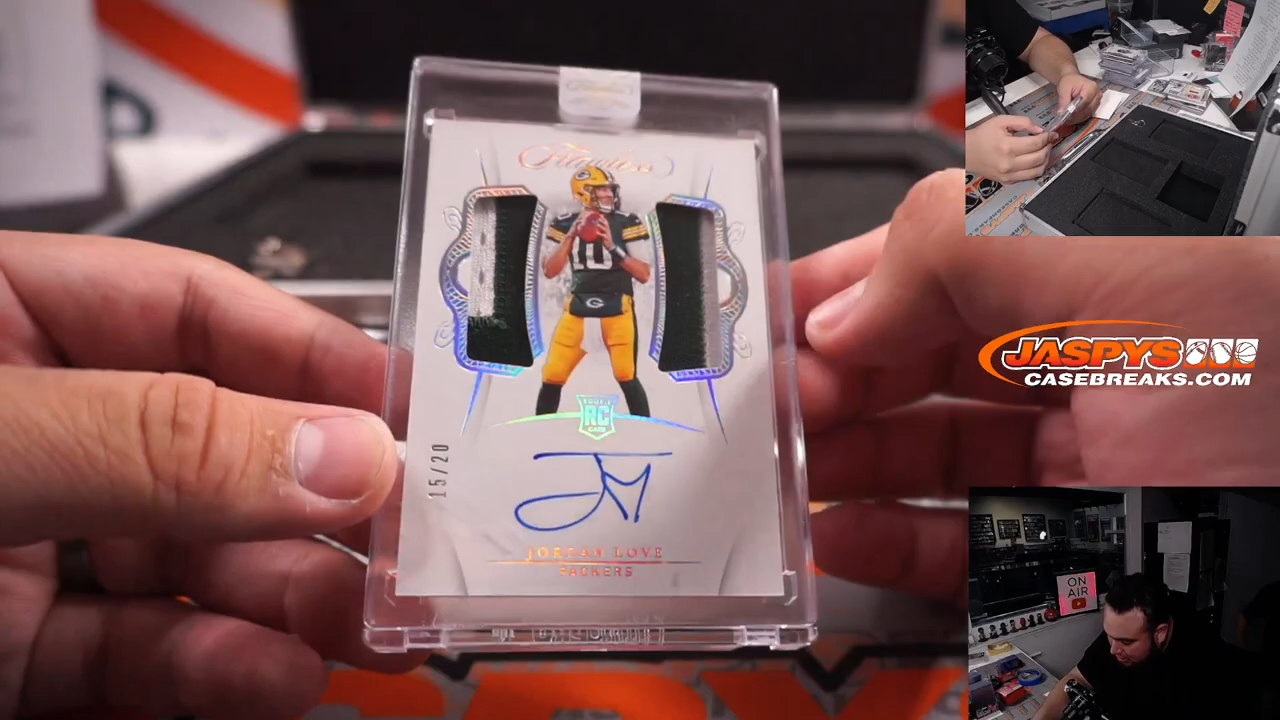 Flawless
10
G
ROOKIE
RC
CARD
15/20
JORDAN LOVE
PACKERS
JASPYS
CASEBREAKS.COM
ON
AIR